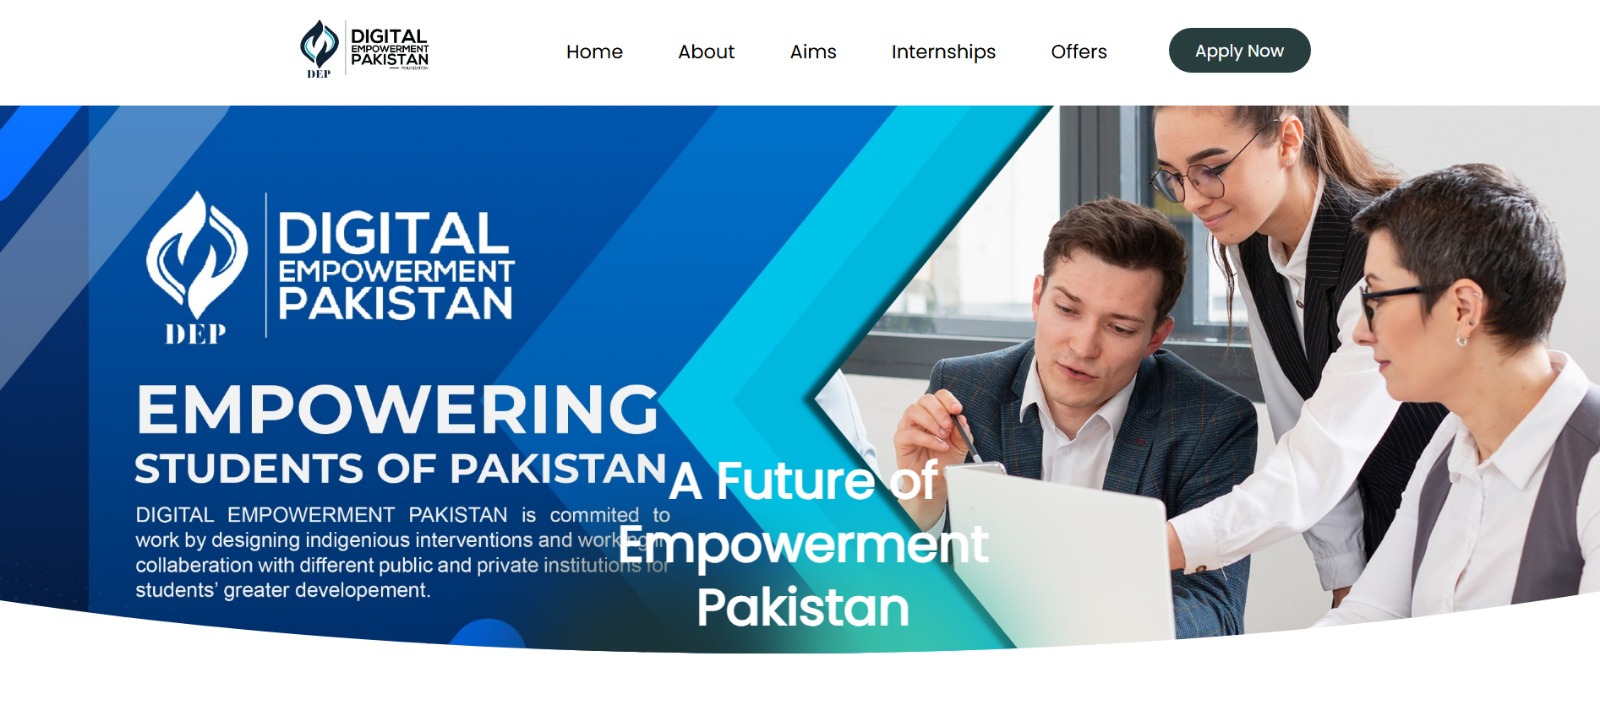 DIGITAL
EMPOWERMENT
PAKISTAN
FOUNDATION
DEP
Home
About
Aims
Internships
Offers
Apply Now
DIGITAL
EMPOWERMENT
PAKISTAN
DEP
EMPOWERING
STUDENTS OF PAKISTAN
DIGITAL EMPOWERMENT PAKISTAN is commited to
work by designing indigenious interventions and working in
collaberation with different public and private institutions for
students' greater developement.
A Future of
Empowerment
Pakistan